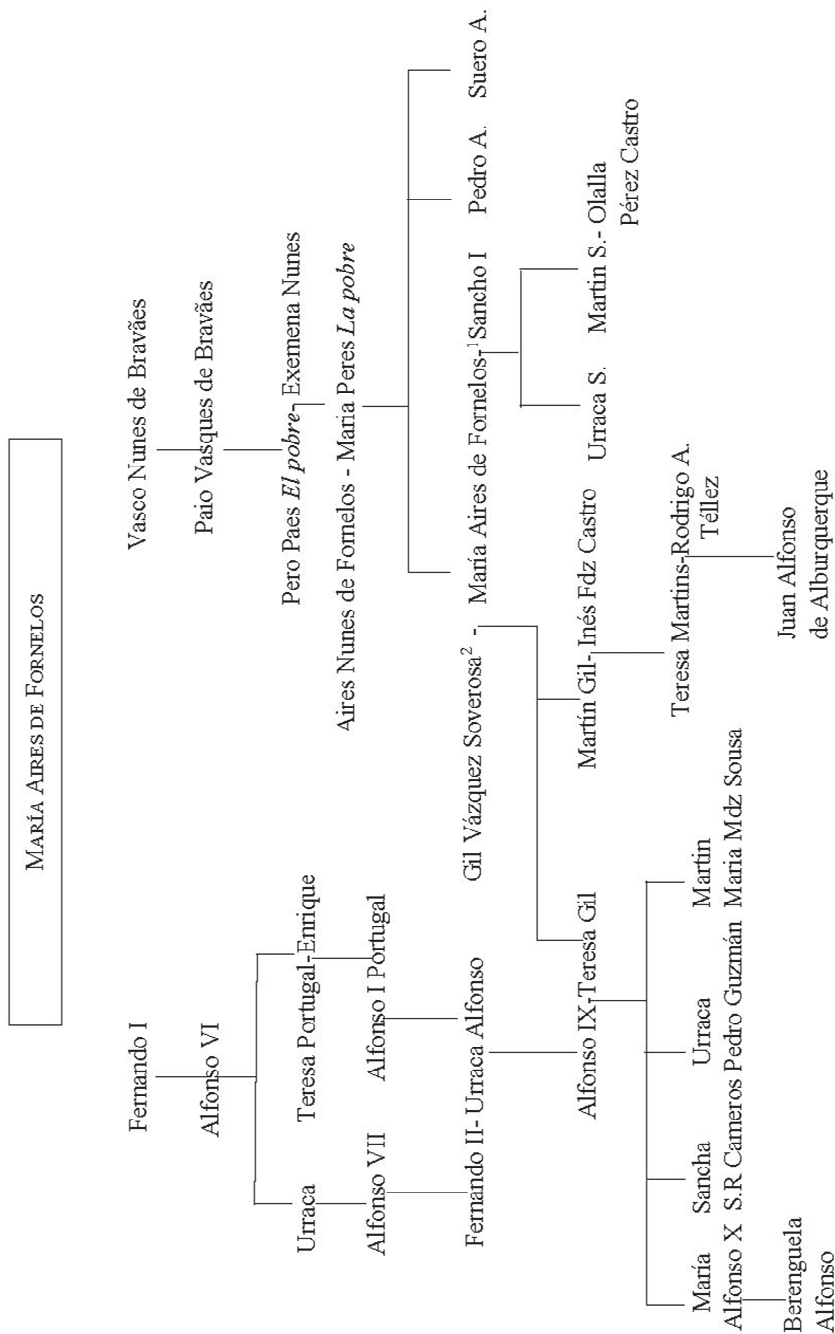 MARÍA AIRES DE FORNELOS
Fernando I
Vasco Nunes de Bravães
Alfonso VI
Paio Vasques de Bravães
Urraca
Teresa Portugal-Enrique
Pero Paes El pobre- Exemena Nunes
Alfonso VII
Alfonso I Portugal
Aires Nunes de Fornelos - Maria Peres La pobre
Fernando II- Urraca Alfonso
Gil Vázquez Soverosa² -
María Aires de Fornelos-¹Sancho I
Pedro A.
Suero A.
Alfonso IX-Teresa Gil
Martín Gil- Inés Fdz Castro
Urraca S.
Martin S.- Olalla
Pérez Castro
María
Sancha
Urraca
Martin
Teresa Martins-Rodrigo A.
Téllez
Alfonso X
S.R Cameros
Pedro Guzmán
Maria Mdz Sousa
Berenguela
Alfonso
Juan Alfonso
de Alburquerque